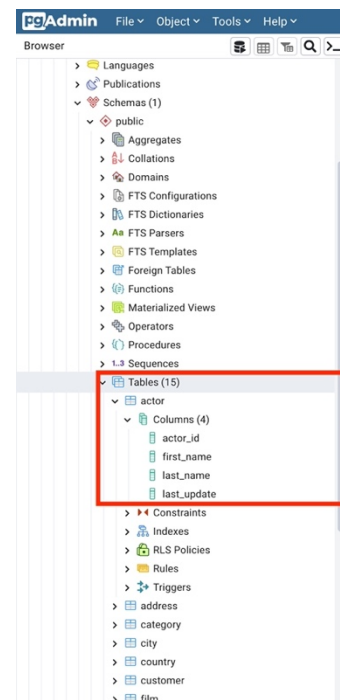 pgAdmin File Object Tools Help
Browser
Languages
Publications
Schemas (1)
public
Aggregates
Collations
Domains
FTS Configurations
FTS Dictionaries
Aa FTS Parsers
FTS Templates
Foreign Tables
Functions
Materialized Views
Operators
Procedures
1..3 Sequences
Tables (15)
actor
Columns (4)
actor_id
first_name
last_name
last_update
Constraints
Indexes
RLS Policies
Rules
Triggers
address
category
city
country
customer
film